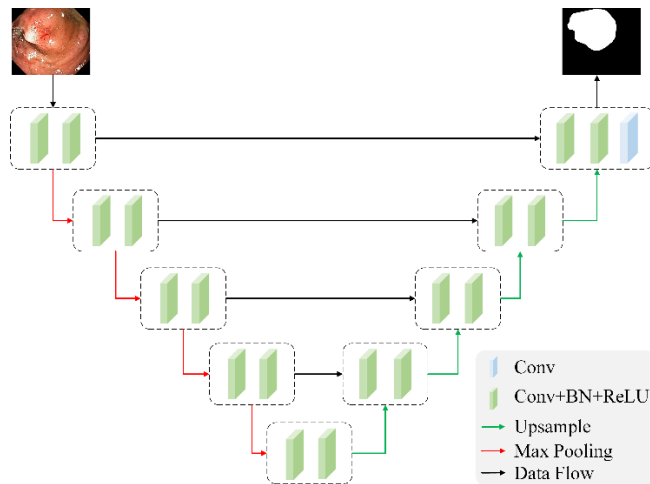 Conv
Conv+BN+ReLU
Upsample
Max Pooling
Data Flow